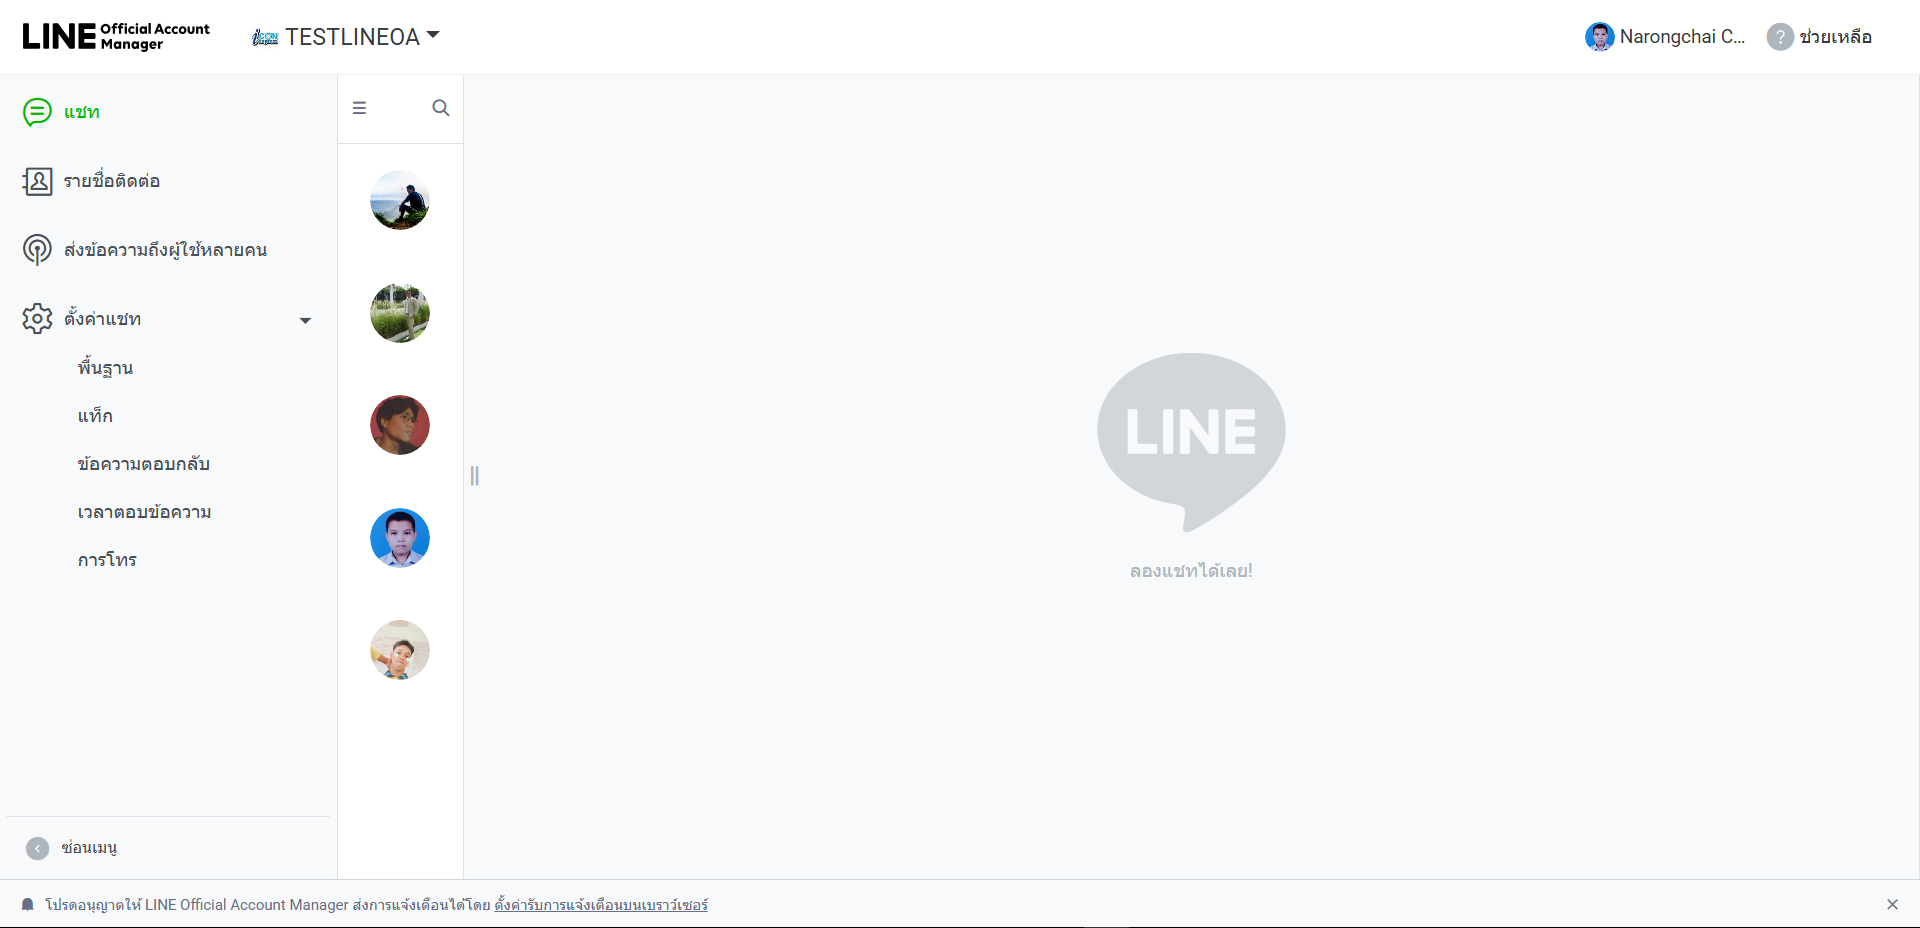 LINE Official Account Manager
TESTLINEOA
Narongchai C...
? ช่วยเหลือ
แชท
รายชื่อติดต่อ
ส่งข้อความถึงผู้ใช้หลายคน
ตั้งค่าแชท
พื้นฐาน
แท็ก
ข้อความตอบกลับ
เวลาตอบข้อความ
การโทร
LINE
ลองแชทได้เลย!
ซ่อนเมนู
โปรดอนุญาตให้ LINE Official Account Manager ส่งการแจ้งเตือนได้โดย ตั้งค่ารับการแจ้งเตือนบนเบราว์เซอร์